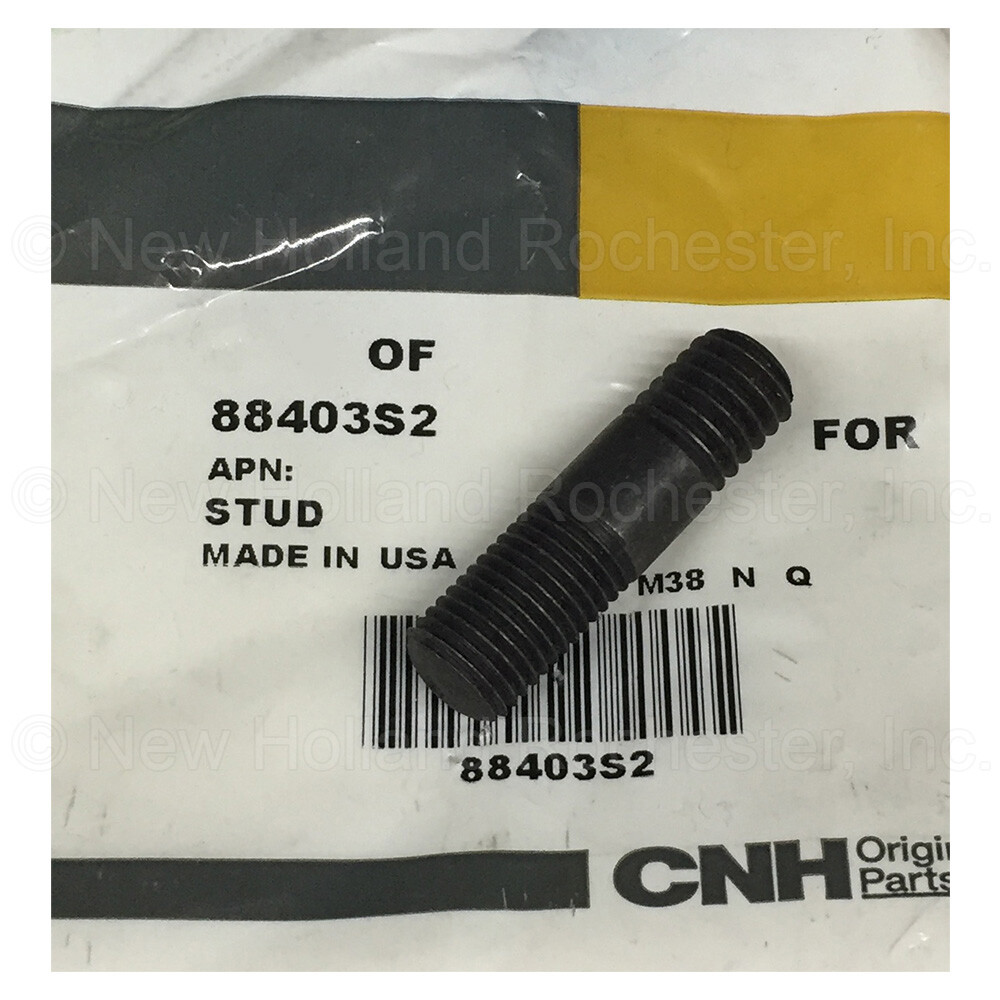 © New Holland Rochester, Inc.
OF
88403S2
FOR
APN:
© New Holland Rochester, Inc.
STUD
MADE IN USA
M38 N Q
© New Holland Rochester, Inc.
88403S2
CNH Origin
Parts